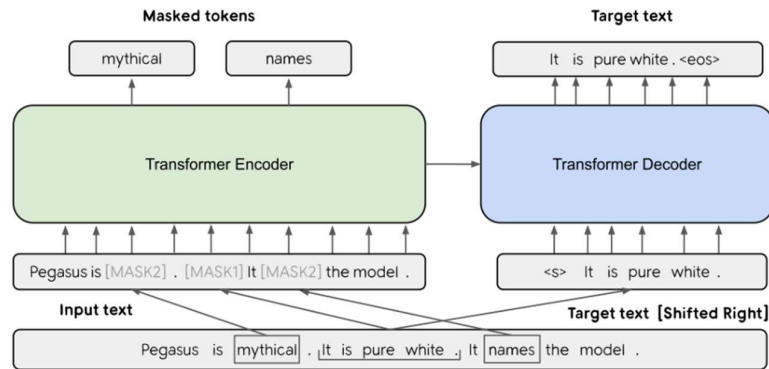 Masked tokens
Target text
mythical
names
It is pure white . <eos>
Transformer Encoder
Transformer Decoder
Pegasus is [MASK2] . [MASK1] It [MASK2] the model .
<s> It is pure white .
Input text
Target text [Shifted Right]
Pegasus is mythical . It is pure white . It names the model .